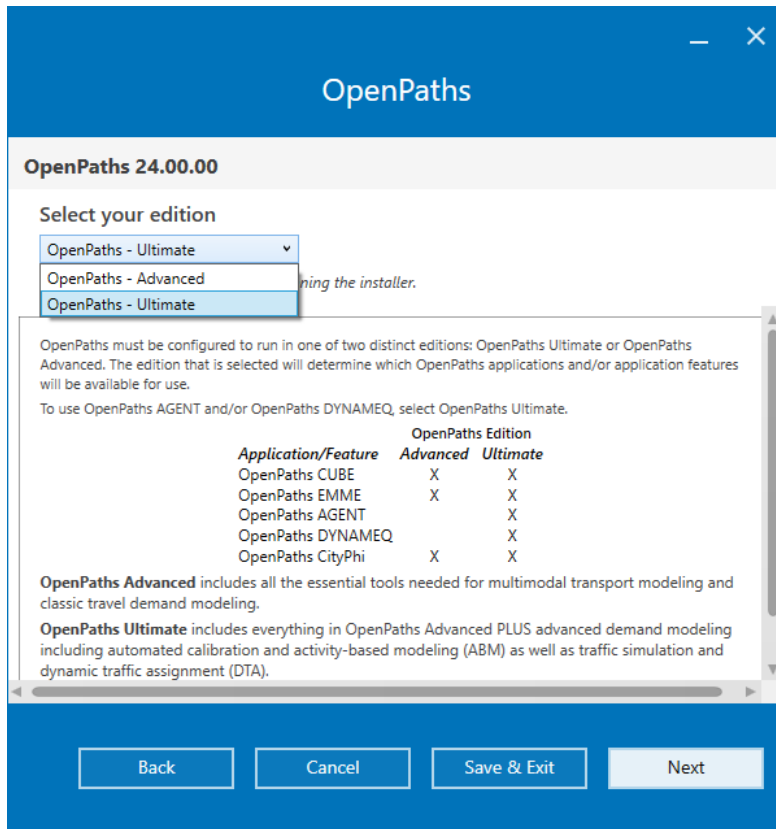 OpenPaths
OpenPaths 24.00.00
Select your edition
OpenPaths - Ultimate
OpenPaths - Advanced
OpenPaths - Ultimate
the installer.
OpenPaths must be configured to run in one of two distinct editions: OpenPaths Ultimate or OpenPaths
Advanced. The edition that is selected will determine which OpenPaths applications and/or application features
will be available for use.
To use OpenPaths AGENT and/or OpenPaths DYNAMEQ, select OpenPaths Ultimate.
OpenPaths Edition
Application/Feature Advanced Ultimate
OpenPaths CUBE X X
OpenPaths EMME X X
OpenPaths AGENT X
OpenPaths DYNAMEQ X
OpenPaths CityPhi X X
OpenPaths Advanced includes all the essential tools needed for multimodal transport modeling and
classic travel demand modeling.
OpenPaths Ultimate includes everything in OpenPaths Advanced PLUS advanced demand modeling
including automated calibration and activity-based modeling (ABM) as well as traffic simulation and
dynamic traffic assignment (DTA).
Back Cancel Save & Exit Next